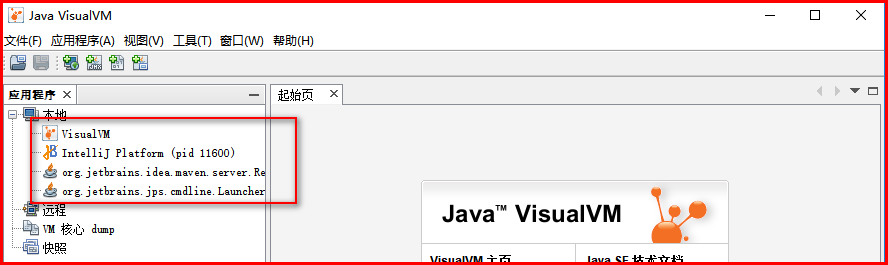 Java VisualVM
文件(F) 应用程序(A) 视图(V) 工具(T) 窗口(W) 帮助(H)
应用程序
起始页
本地
VisualVM
IntelliJ Platform (pid 11600)
org.jetbrains.idea.maven.server.Re
org.jetbrains.jps.cmdline.Launcher
远程
VM 核心 dump
快照
Java™ VisualVM
VisualVM 主页
Java SE 技术文档